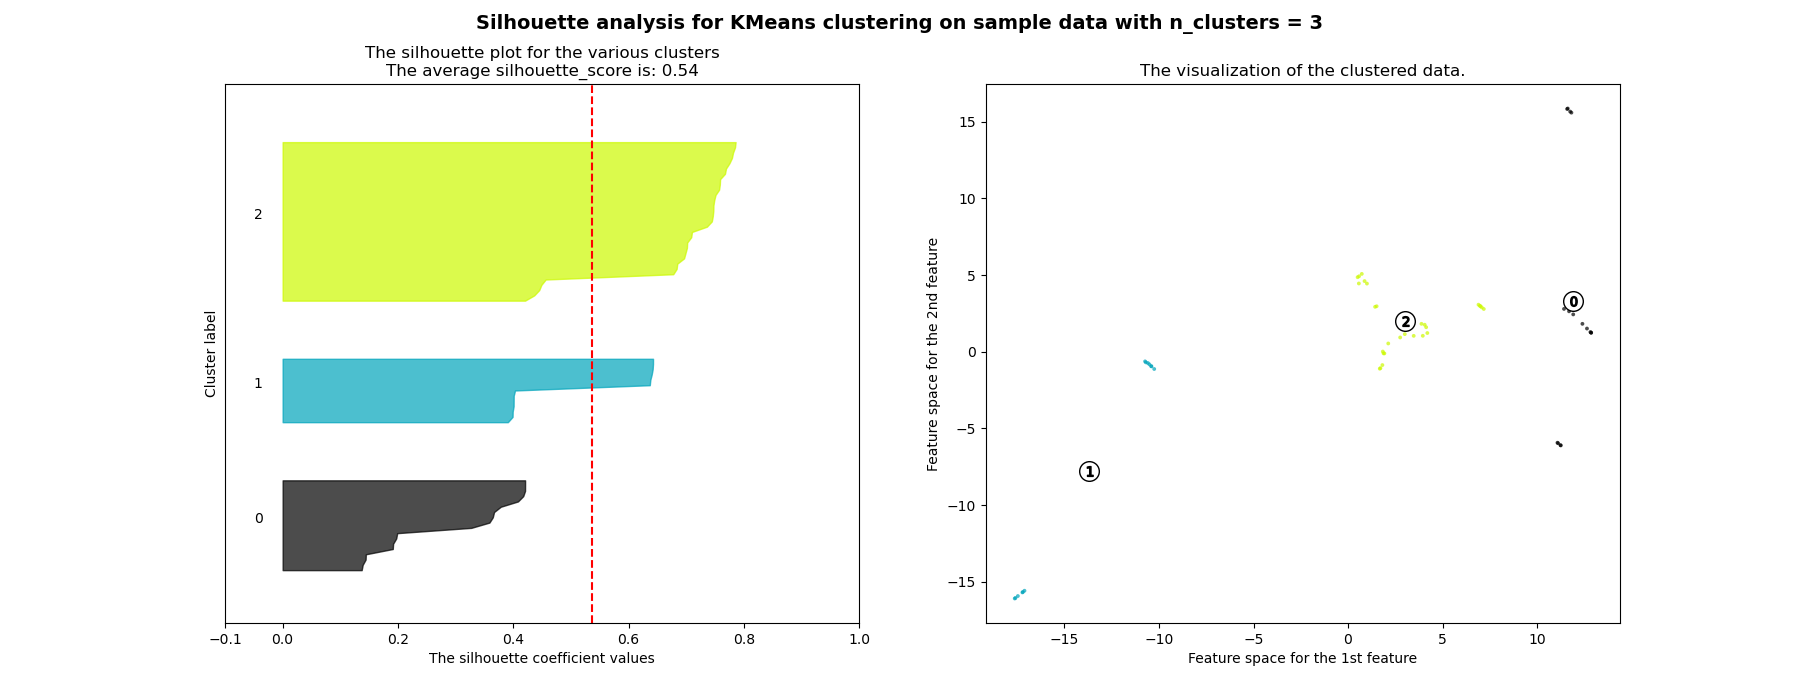 Silhouette analysis for KMeans clustering on sample data with n_clusters = 3
The silhouette plot for the various clusters
The average silhouette_score is: 0.54
2
1
0
Cluster label
−0.1 0.0 0.2 0.4 0.6 0.8 1.0
The silhouette coefficient values
The visualization of the clustered data.
15
10
5
0
−5
−10
−15
Feature space for the 2nd feature
0
2
1
−15 −10 −5 0 5 10
Feature space for the 1st feature